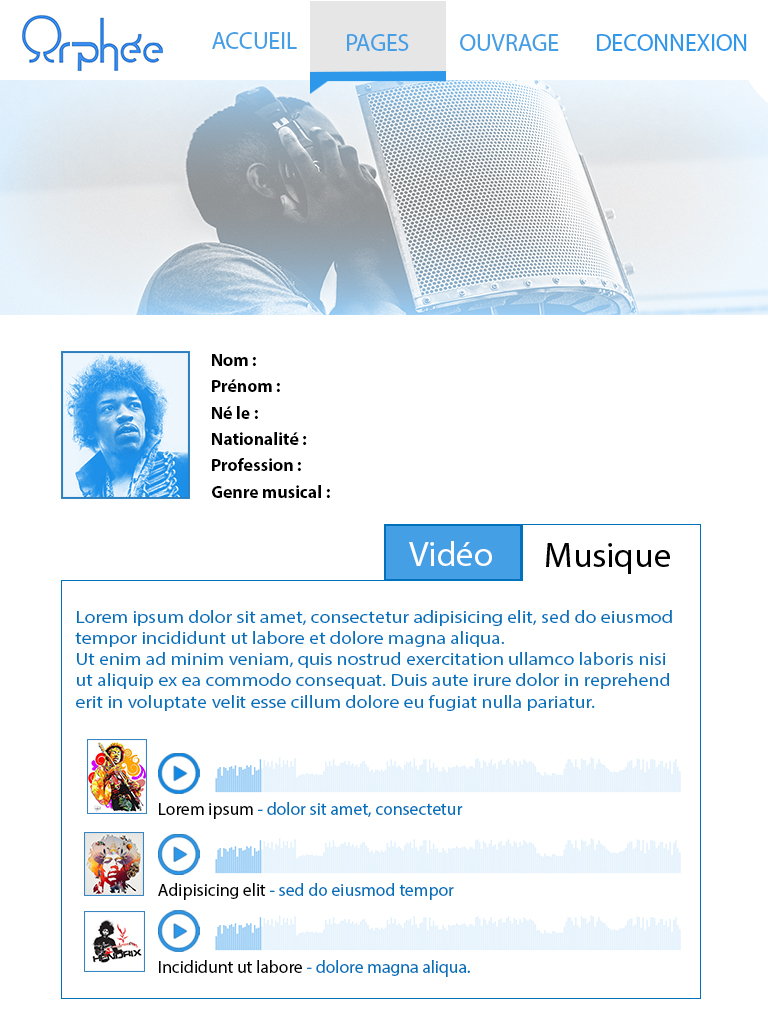 Orphée
ACCUEIL PAGES OUVRAGE DECONNEXION
Nom :
Prénom :
Né le :
Nationalité :
Profession :
Genre musical :
Vidéo Musique
Lorem ipsum dolor sit amet, consectetur adipisicing elit, sed do eiusmod
tempor incididunt ut labore et dolore magna aliqua.
Ut enim ad minim veniam, quis nostrud exercitation ullamco laboris nisi
ut aliquip ex ea commodo consequat. Duis aute irure dolor in reprehend
erit in voluptate velit esse cillum dolore eu fugiat nulla pariatur.
Lorem ipsum - dolor sit amet, consectetur
Adipisicing elit - sed do eiusmod tempor
HENDRIX
Incididunt ut labore - dolore magna aliqua.